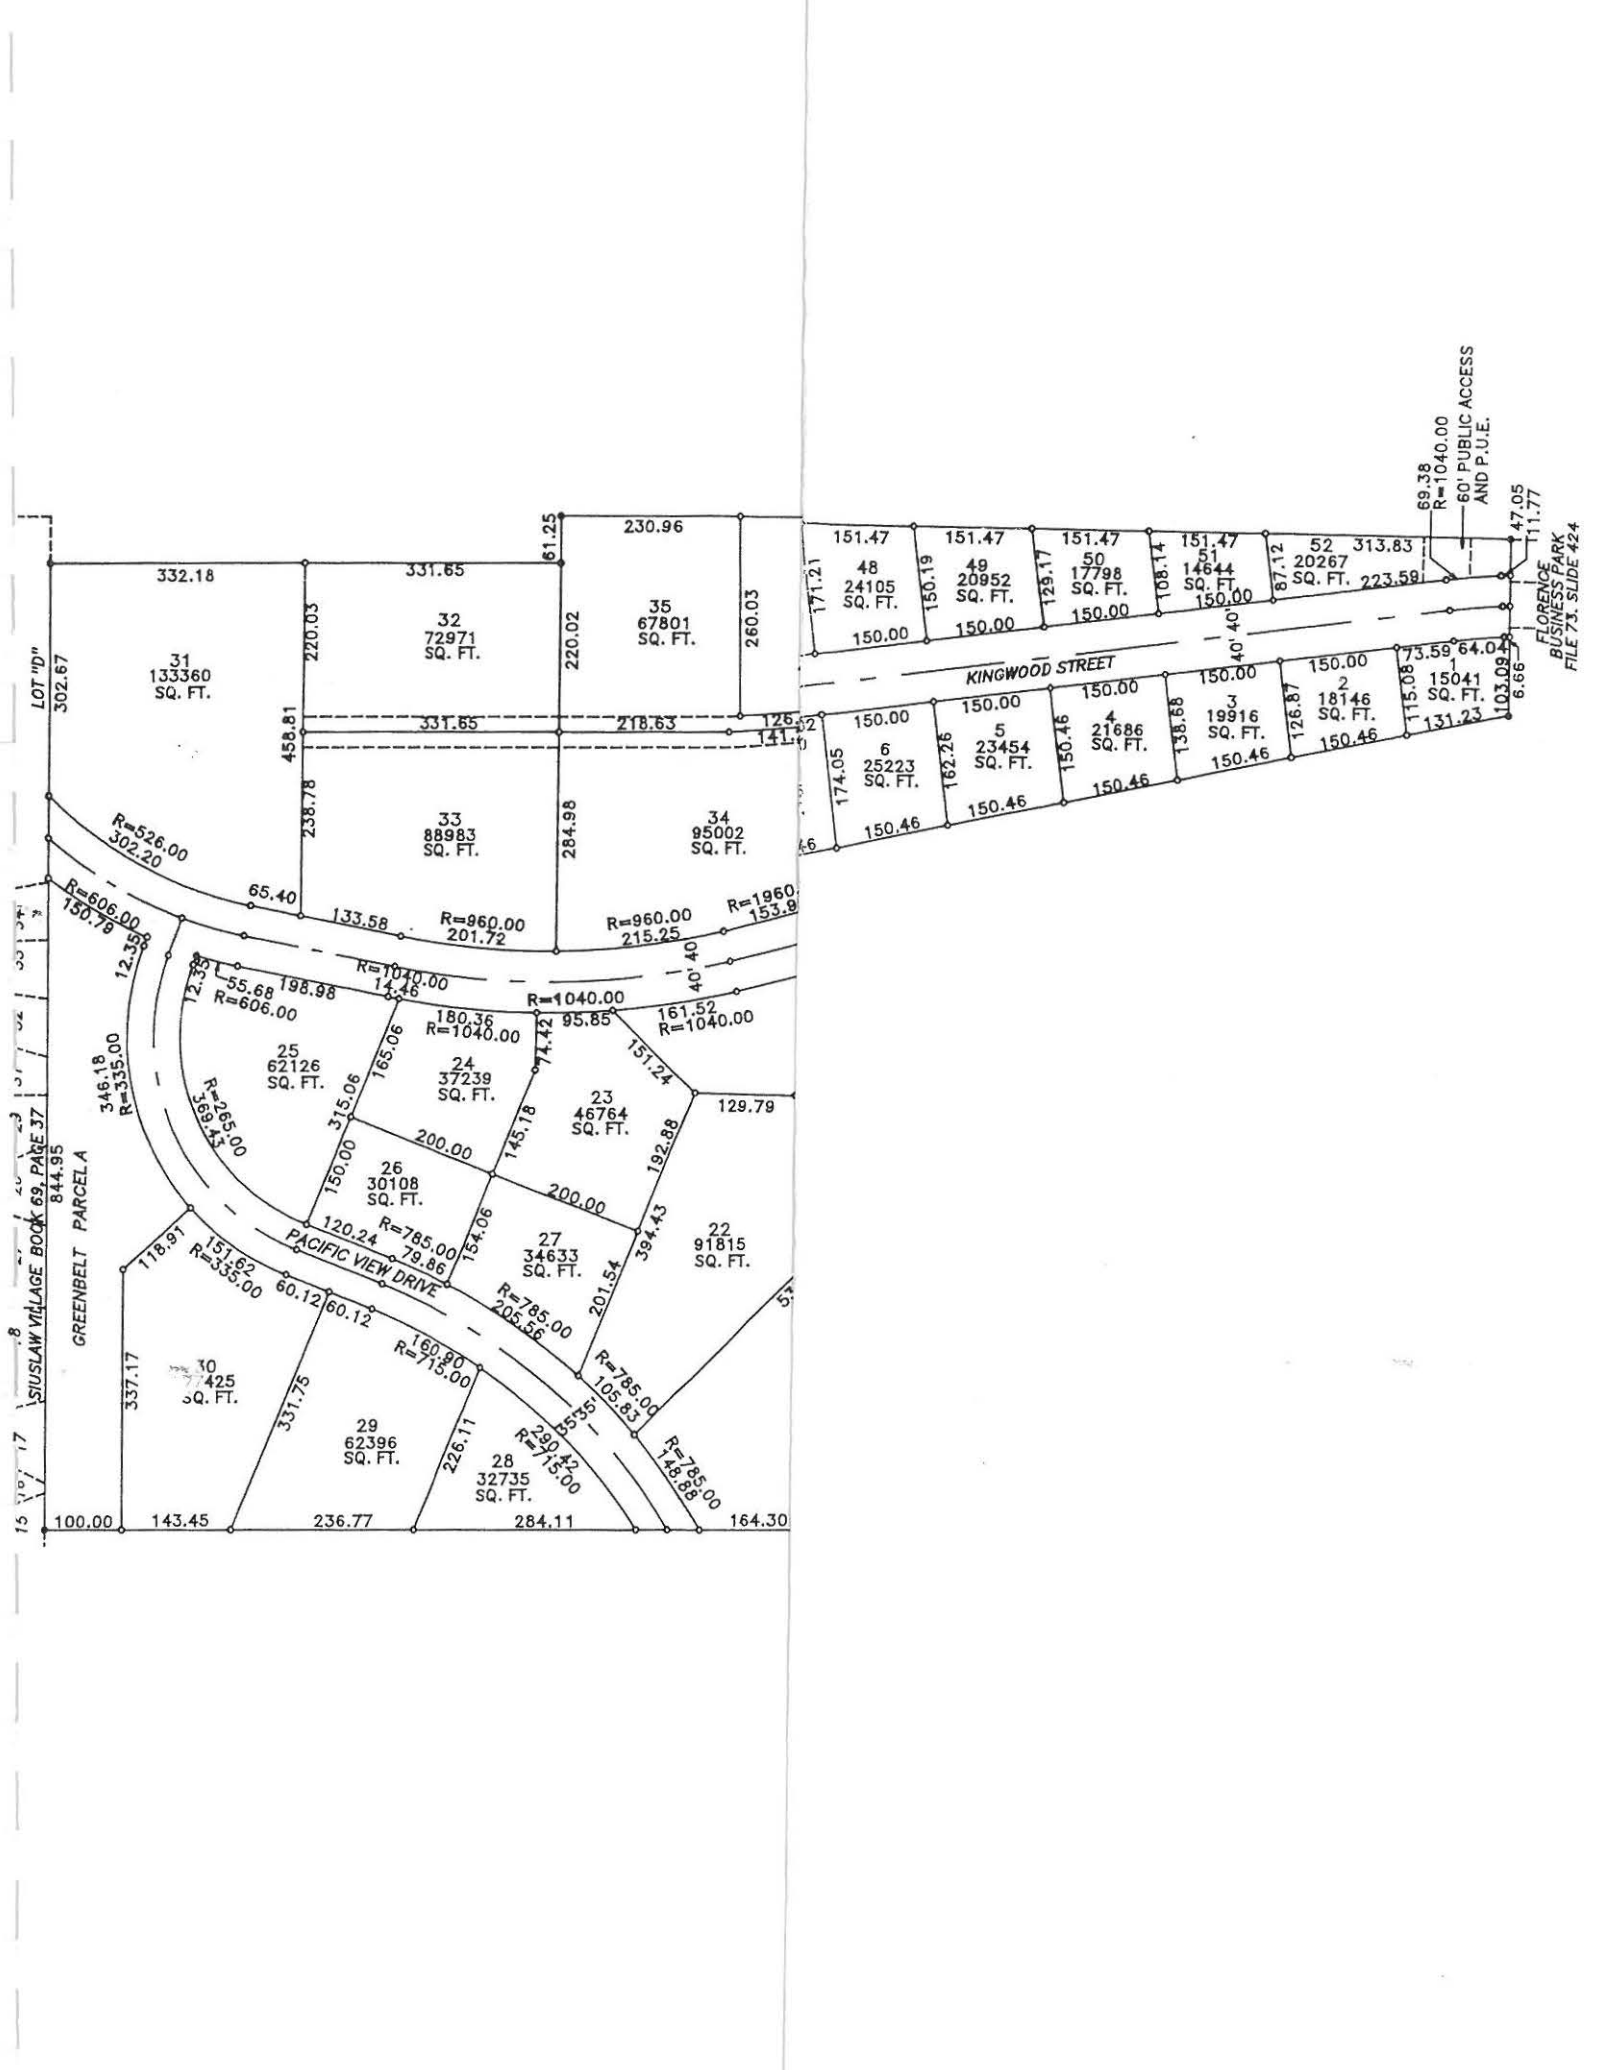 69.38
R=1040.00
60' PUBLIC ACCESS
AND P.U.E.
47.05
11.77
FLORENCE
BUSINESS PARK
FILE 73. SLIDE 424
LOT "D"
302.67
332.18
31
133360
SQ. FT.
220.03
458.81
238.78
331.65
32
72971
SQ. FT.
331.65
61.25
230.96
220.02
35
67801
SQ. FT.
260.03
218.63
126.
141.
33
88983
SQ. FT.
284.98
34
95002
SQ. FT.
151.47
171.21
48
24105
SQ. FT.
150.00
151.47
150.19
49
20952
SQ. FT.
150.00
151.47
129.17
50
17798
SQ. FT.
150.00
151.47
108.14
51
14644
SQ. FT.
150.00
87.12
52
20267
SQ. FT.
313.83
223.59
KINGWOOD STREET
40' 40'
150.00
174.05
6
25223
SQ. FT.
150.46
150.00
162.26
5
23454
SQ. FT.
150.46
150.00
150.46
4
21686
SQ. FT.
150.46
150.00
138.68
3
19916
SQ. FT.
150.46
150.00
126.87
2
18146
SQ. FT.
150.46
73.59
64.04
115.08
1
15041
SQ. FT.
131.23
103.09
6.66
R=526.00
302.20
65.40
133.58
R=960.00
201.72
R=960.00
215.25
R=1960.
153.9
40' 40
R=606.00
150.79
12.35
12.35
55.68
R=606.00
198.98
R=1040.00
14.46
180.36
R=1040.00
R=1040.00
95.85
161.52
R=1040.00
346.18
R=335.00
R=265.00
369.43
25
62126
SQ. FT.
165.06
315.06
150.00
24
37239
SQ. FT.
74.42
145.18
200.00
23
46764
SQ. FT.
151.24
129.79
192.88
394.43
200.00
26
30108
SQ. FT.
120.24
R=785.00
79.86
154.06
27
34633
SQ. FT.
201.54
R=785.00
205.56
22
91815
SQ. FT.
PACIFIC VIEW DRIVE
SIUSLAW VILLAGE BOOK 69, PAGE 37
844.95
GREENBELT PARCEL A
118.91
151.62
R=335.00
60.12
60.12
160.90
R=715.00
337.17
30
SQ. FT.
331.75
29
62396
SQ. FT.
226.11
28
32735
SQ. FT.
290.42
R=715.00
35'35'
R=785.00
105.83
R=785.00
148.88
100.00
143.45
236.77
284.11
164.30